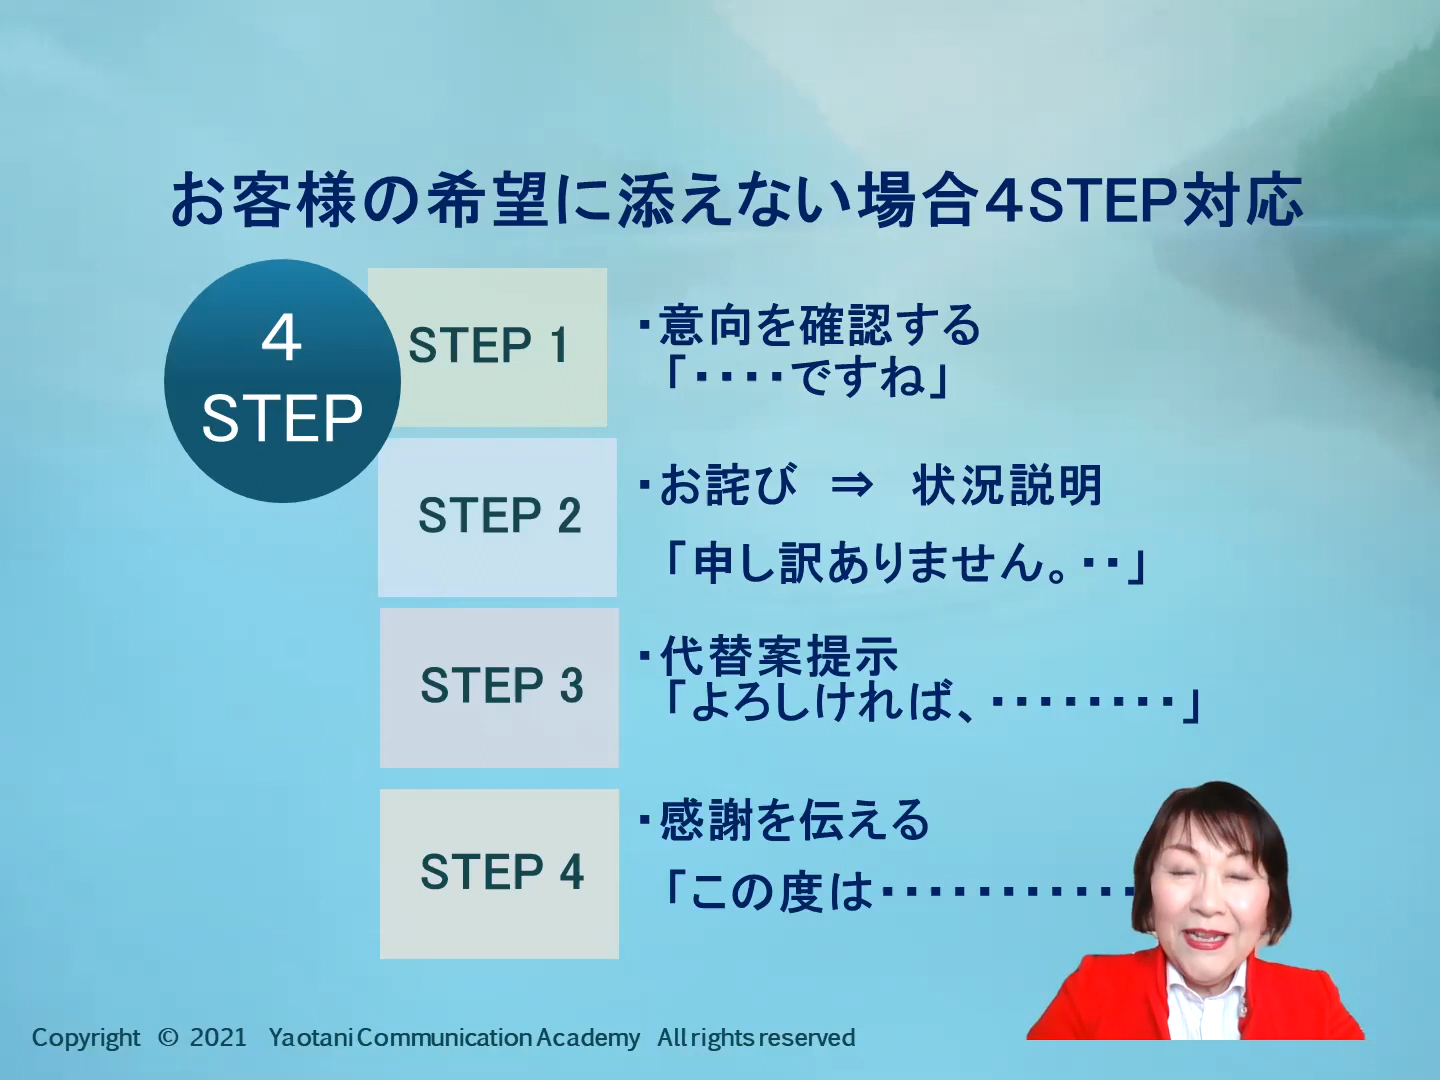 お客様の希望に添えない場合４STEP対応
4
STEP
STEP 1
・意向を確認する
「・・・・ですね」
STEP 2
・お詫び　⇒　状況説明
「申し訳ありません。・・」
STEP 3
・代替案提示
「よろしければ、・・・・・・・・」
STEP 4
・感謝を伝える
「この度は・・・・・・・・・・・
Copyright © 2021 Yaotani Communication Academy All rights reserved